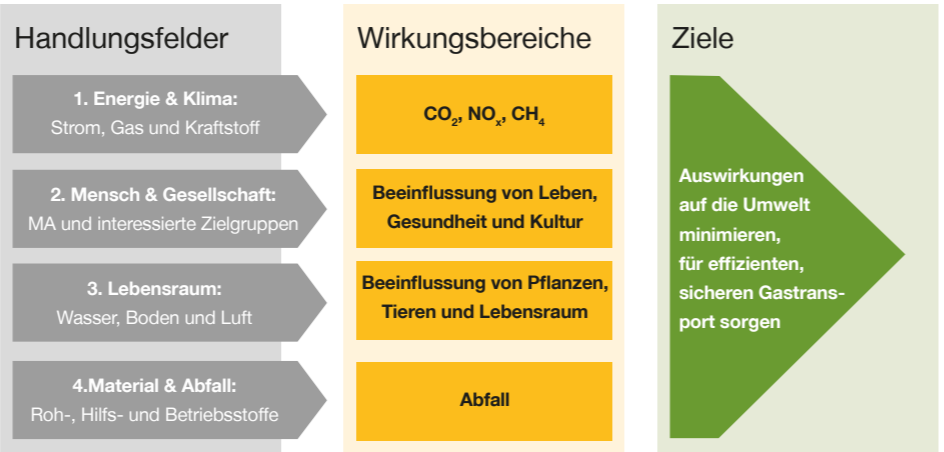 Handlungsfelder
1. Energie & Klima:
Strom, Gas und Kraftstoff
2. Mensch & Gesellschaft:
MA und interessierte Zielgruppen
3. Lebensraum:
Wasser, Boden und Luft
4.Material & Abfall:
Roh-, Hilfs- und Betriebsstoffe
Wirkungsbereiche
CO₂, NOₓ, CH₄
Beeinflussung von Leben,
Gesundheit und Kultur
Beeinflussung von Pflanzen,
Tieren und Lebensraum
Abfall
Ziele
Auswirkungen
auf die Umwelt
minimieren,
für effizienten,
sicheren Gastrans-
port sorgen